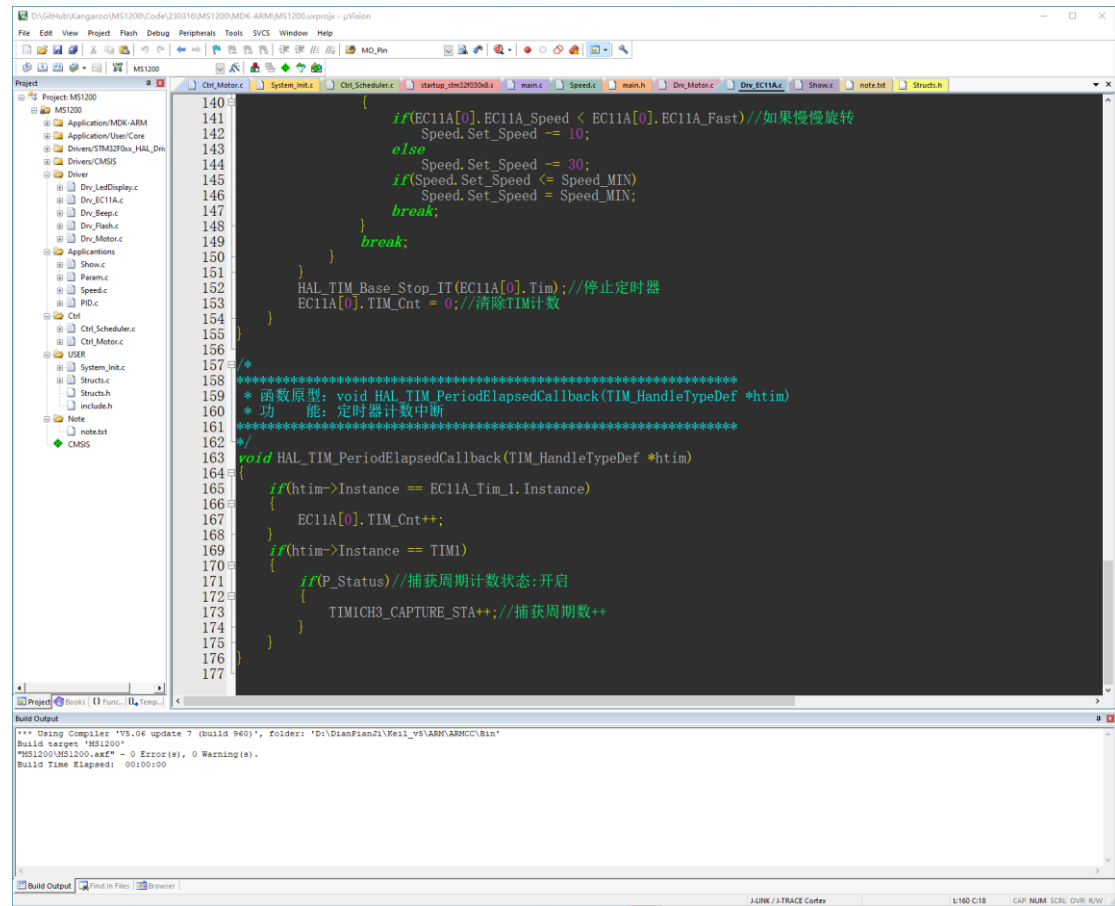 D:\GitHub\Kangaroo\MS1200\Code\230316\MS1200\MDK-ARM\MS1200.uvprojx - µVision
File Edit View Project Flash Debug Peripherals Tools SVCS Window Help
MO_Pin
MS1200
Project
Ctrl_Motor.c System_Init.c Ctrl_Scheduler.c startup_stm32f030x8.s main.c Speed.c main.h Drv_Motor.c Drv_EC11A.c Show.c note.txt Structs.h
Project: MS1200
MS1200
Application/MDK-ARM
Application/User/Core
Drivers/STM32F0xx_HAL_Driv
Drivers/CMSIS
Driver
Drv_LedDisplay.c
Drv_EC11A.c
Drv_Beep.c
Drv_Flash.c
Drv_Motor.c
Applicantions
Show.c
Param.c
Speed.c
PID.c
Ctrl
Ctrl_Scheduler.c
Ctrl_Motor.c
USER
System_Init.c
Structs.c
Structs.h
include.h
Note
note.txt
CMSIS
Project Books {} Func... Temp...
140 {
141 if(EC11A[0].EC11A_Speed < EC11A[0].EC11A_Fast)//如果慢慢旋转
142 Speed.Set_Speed -= 10;
143 else
144 Speed.Set_Speed -= 30;
145 if(Speed.Set_Speed <= Speed_MIN)
146 Speed.Set_Speed = Speed_MIN;
147 break;
148 }
149 break;
150 }
151 }
152 HAL_TIM_Base_Stop_IT(EC11A[0].Tim);//停止定时器
153 EC11A[0].TIM_Cnt = 0;//清除TIM计数
154 }
155 }
156
157 /*
158 *****************************************************************
159 * 函数原型: void HAL_TIM_PeriodElapsedCallback(TIM_HandleTypeDef *htim)
160 * 功 能: 定时器计数中断
161 *****************************************************************
162 */
163 void HAL_TIM_PeriodElapsedCallback(TIM_HandleTypeDef *htim)
164 {
165 if(htim->Instance == EC11A_Tim_1.Instance)
166 {
167 EC11A[0].TIM_Cnt++;
168 }
169 if(htim->Instance == TIM1)
170 {
171 if(P_Status)//捕获周期计数状态:开启
172 {
173 TIM1CH3_CAPTURE_STA++;//捕获周期数++
174 }
175 }
176 }
177
Build Output
*** Using Compiler 'V5.06 update 7 (build 960)', folder: 'D:\DianPianJi\Keil_v5\ARM\ARMCC\Bin'
Build target 'MS1200'
"MS1200\MS1200.axf" - 0 Error(s), 0 Warning(s).
Build Time Elapsed: 00:00:00
Build Output Find In Files Browser
J-LINK / J-TRACE Cortex L:160 C:18 CAP NUM SCRL OVR R/W